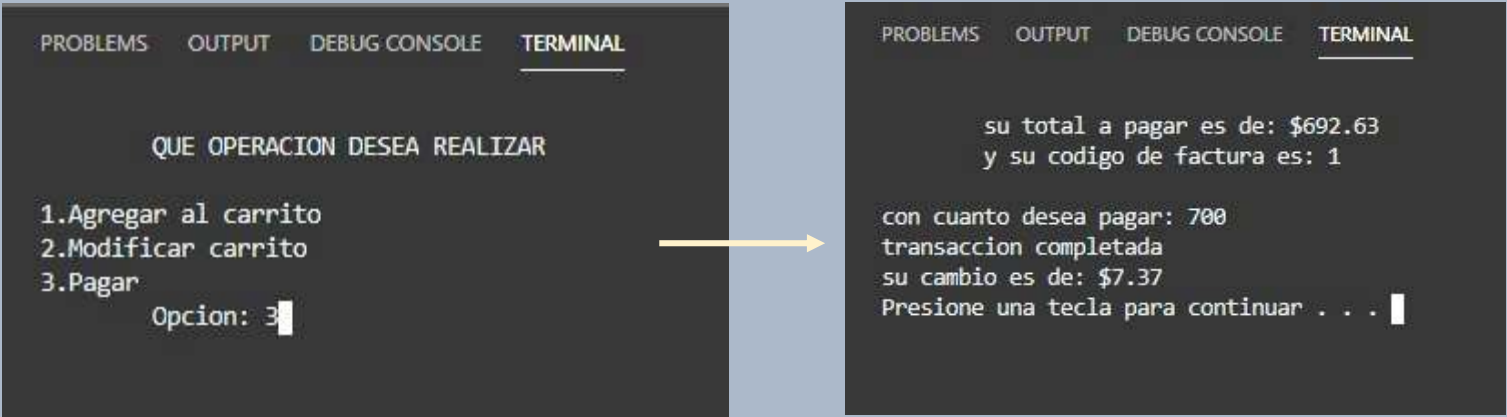 PROBLEMS OUTPUT DEBUG CONSOLE TERMINAL
QUE OPERACION DESEA REALIZAR
1.Agregar al carrito
2.Modificar carrito
3.Pagar
Opcion: 3
PROBLEMS OUTPUT DEBUG CONSOLE TERMINAL
su total a pagar es de: $692.63
y su codigo de factura es: 1
con cuanto desea pagar: 700
transaccion completada
su cambio es de: $7.37
Presione una tecla para continuar . . .